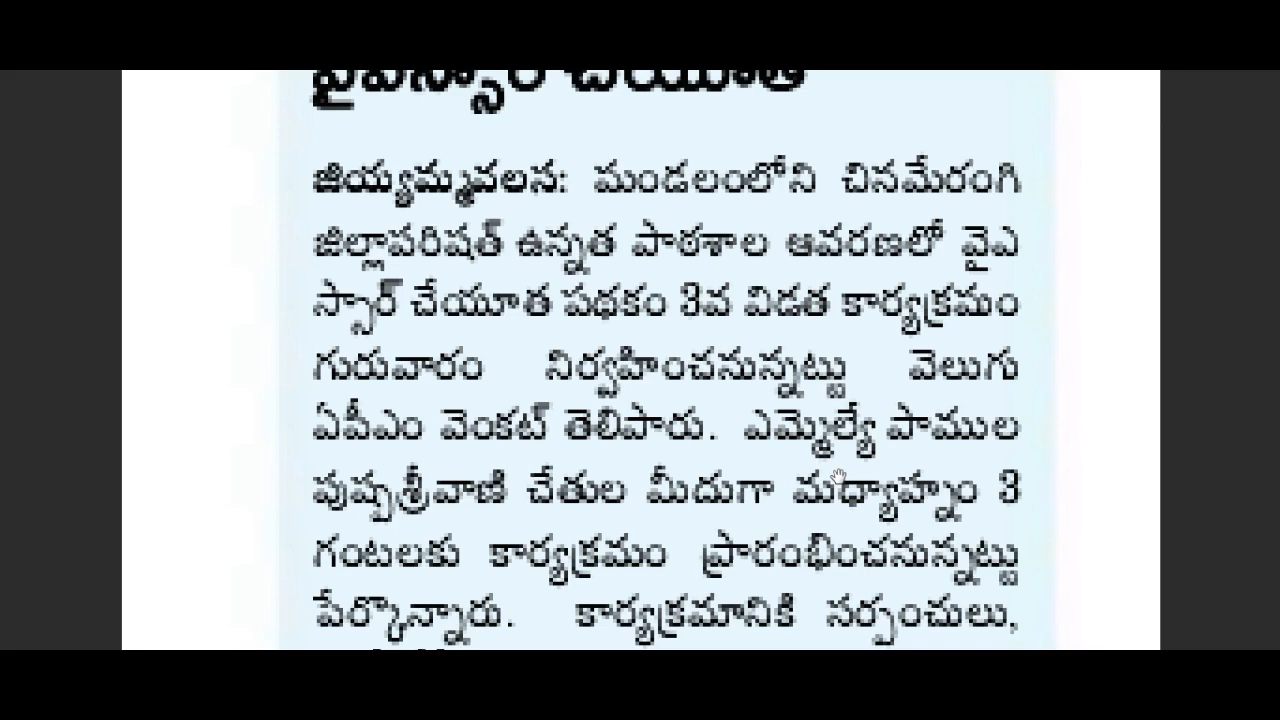 వైఎస్సార్ చేయూత
జియ్యమ్మవలస: మండలంలోని చినమేరంగి
జిల్లాపరిషత్ ఉన్నత పాఠశాల ఆవరణలో వైఎ
స్సార్ చేయూత పథకం 3వ విడత కార్యక్రమం
గురువారం నిర్వహించనున్నట్టు వెలుగు
ఏపీఎం వెంకట్ తెలిపారు. ఎమ్మెల్యే పాముల
పుష్పశ్రీవాణి చేతుల మీదుగా మధ్యాహ్నం 3
గంటలకు కార్యక్రమం ప్రారంభించనున్నట్టు
పేర్కొన్నారు. కార్యక్రమానికి సర్పంచులు,